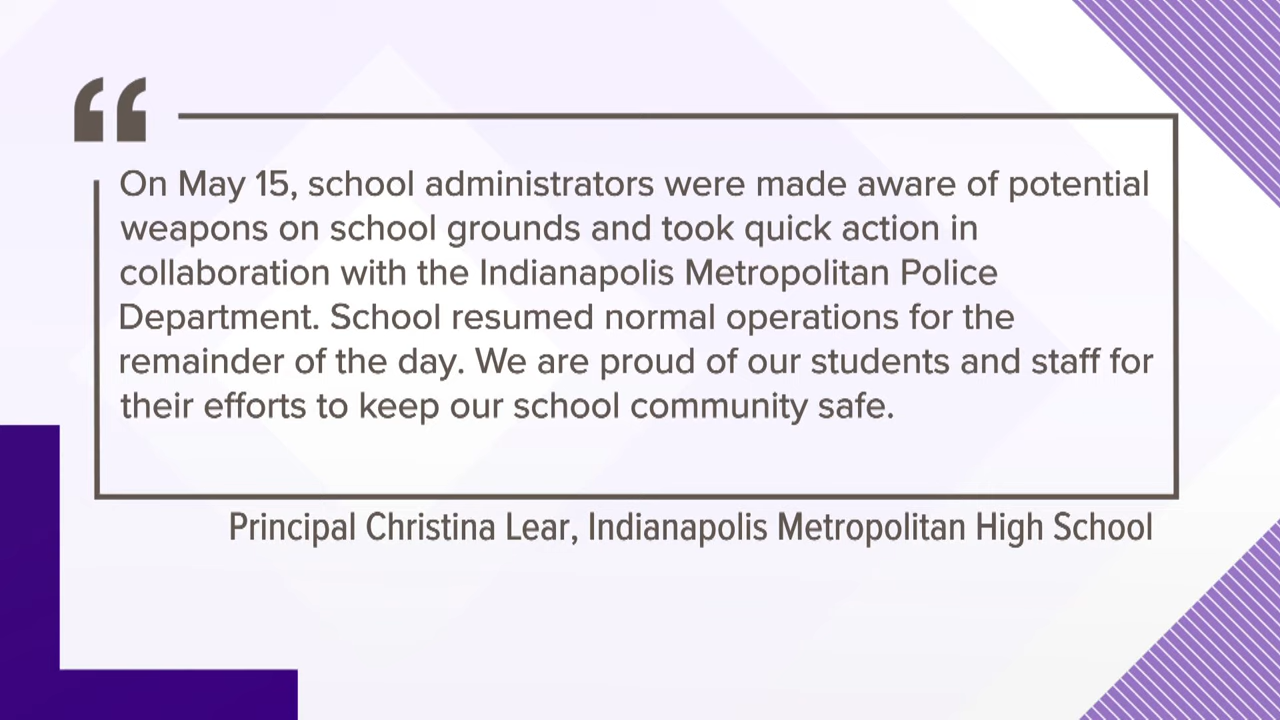 “
On May 15, school administrators were made aware of potential
weapons on school grounds and took quick action in
collaboration with the Indianapolis Metropolitan Police
Department. School resumed normal operations for the
remainder of the day. We are proud of our students and staff for
their efforts to keep our school community safe.
Principal Christina Lear, Indianapolis Metropolitan High School